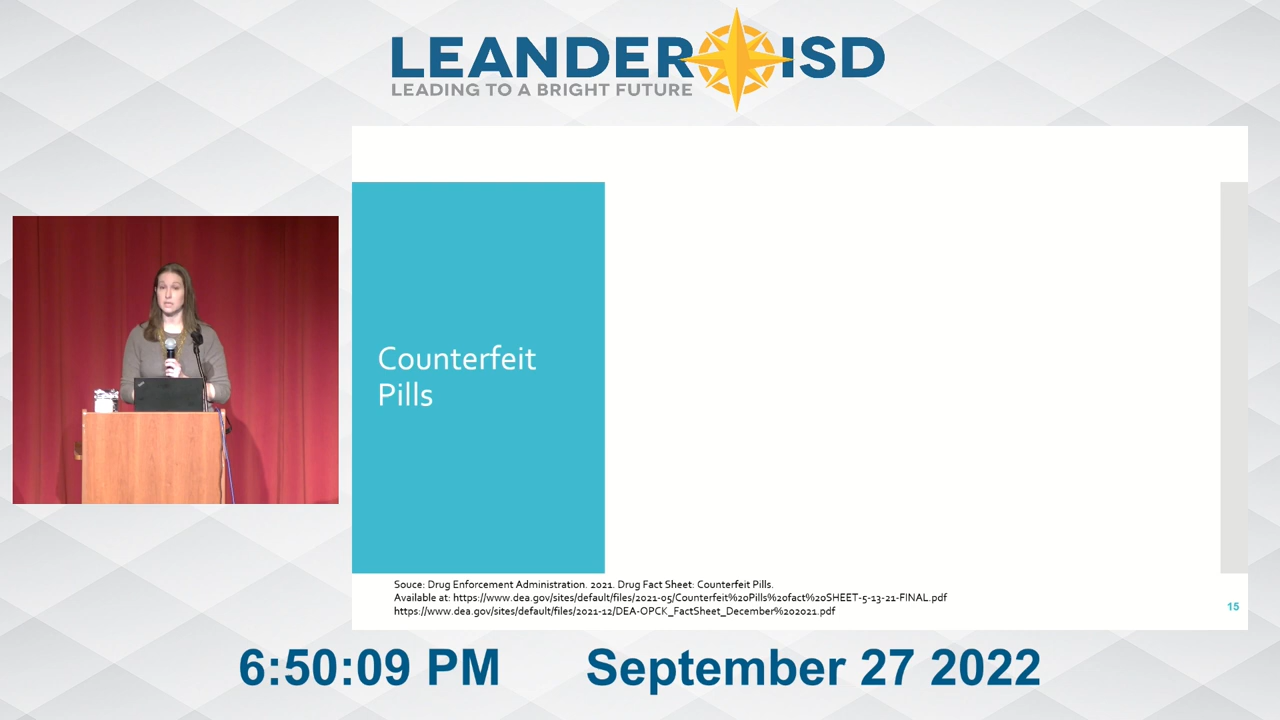 LEANDER ISD
LEADING TO A BRIGHT FUTURE
Counterfeit
Pills
Souce: Drug Enforcement Administration. 2021. Drug Fact Sheet: Counterfeit Pills.
Available at: https://www.dea.gov/sites/default/files/2021-05/Counterfeit%20Pills%20fact%20SHEET-5-13-21-FINAL.pdf
https://www.dea.gov/sites/default/files/2021-12/DEA-OPCK_FactSheet_December%202021.pdf
15
6:50:09 PM September 27 2022